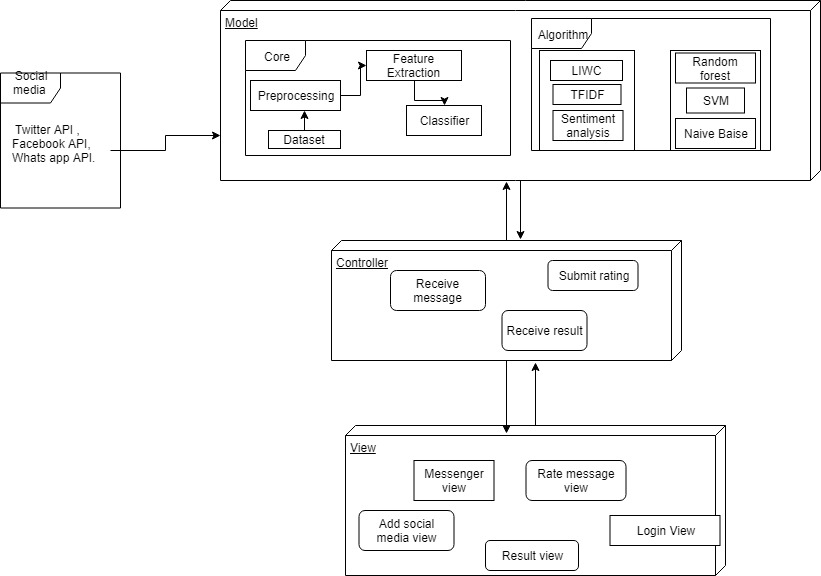 Social
media
Twitter API ,
Facebook API,
Whats app API.
Model
Core
Feature
Extraction
Preprocessing
Classifier
Dataset
Algorithm
LIWC
TFIDF
Sentiment
analysis
Random
forest
SVM
Naive Baise
Controller
Receive
message
Submit rating
Receive result
View
Messenger
view
Rate message
view
Add social
media view
Login View
Result view